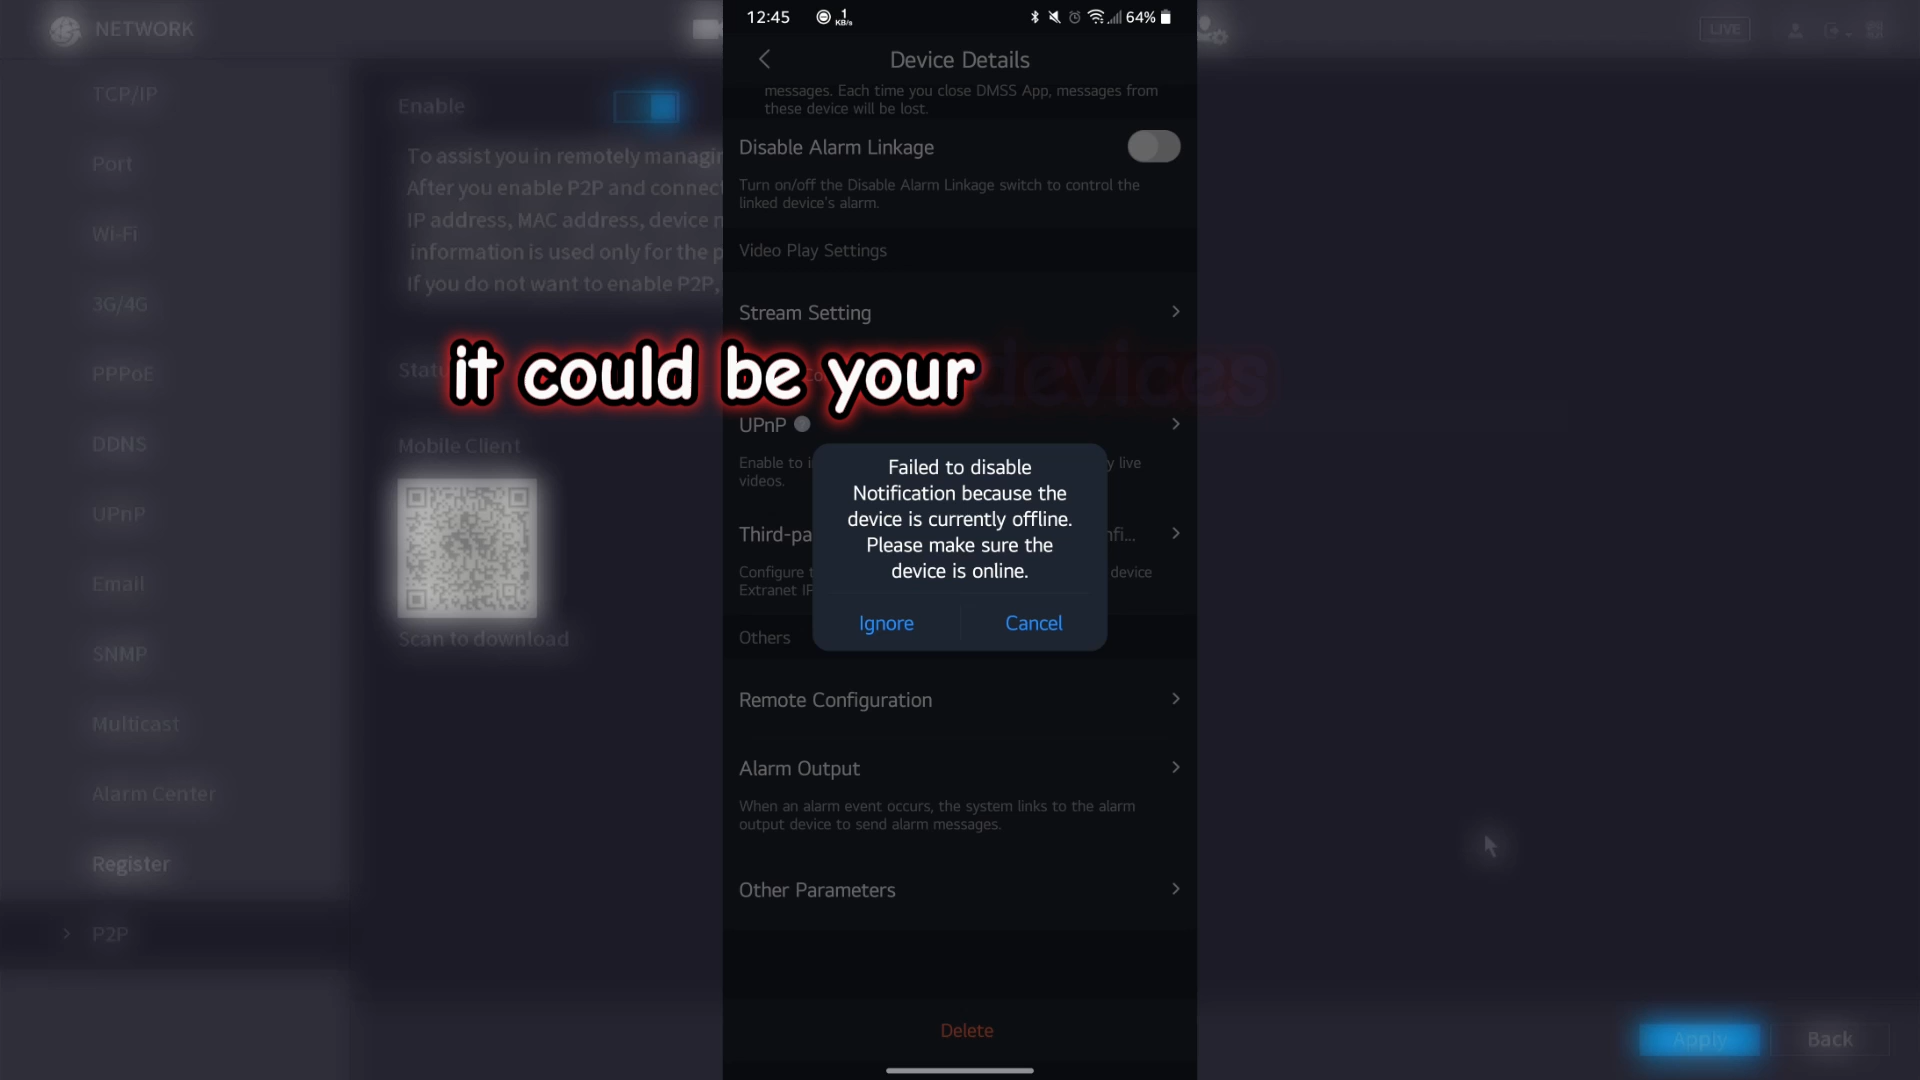 NETWORK
LIVE
TCP/IP
Port
Wi-Fi
3G/4G
PPPoE
DDNS
UPnP
Email
SNMP
Multicast
Alarm Center
Register
P2P
Enable
To assist you in remotely managin
After you enable P2P and connect
IP address, MAC address, device n
information is used only for the p
If you do not want to enable P2P,
Statu
Mobile Client
Scan to download
12:45
1
KB/s
64%
Device Details
messages. Each time you close DMSS App, messages from
these device will be lost.
Disable Alarm Linkage
Turn on/off the Disable Alarm Linkage switch to control the
linked device's alarm.
Video Play Settings
Stream Setting
it could be your devices
UPnP
Enable to i
y live
videos.
Third-pa
nfi...
Configure t
device
Extranet IP
Failed to disable
Notification because the
device is currently offline.
Please make sure the
device is online.
Ignore
Cancel
Others
Remote Configuration
Alarm Output
When an alarm event occurs, the system links to the alarm
output device to send alarm messages.
Other Parameters
Delete
Apply
Back